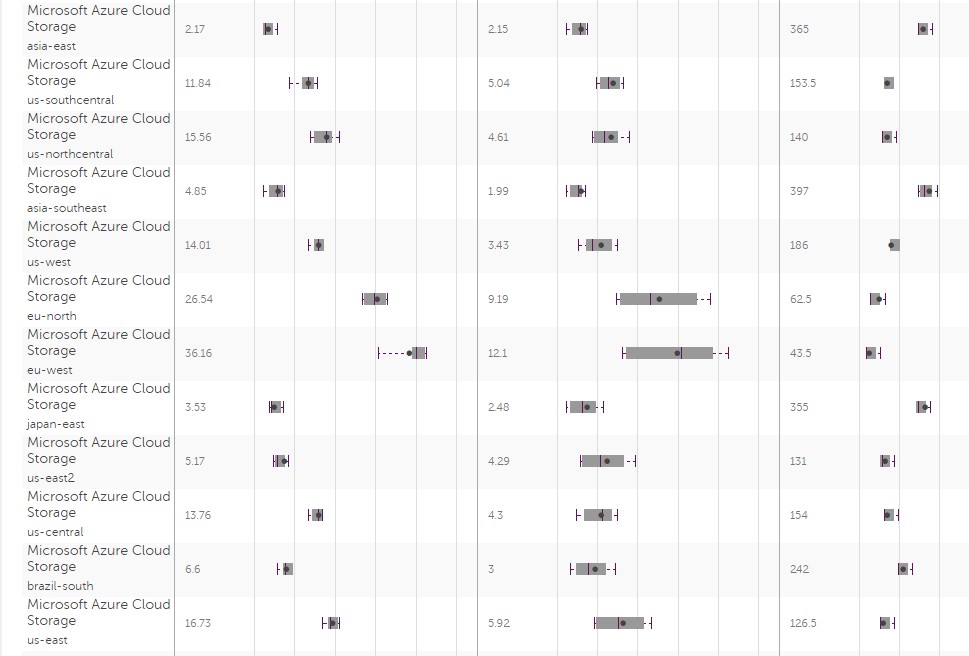 Microsoft Azure Cloud
Storage
asia-east
2.17
2.15
365
Microsoft Azure Cloud
Storage
us-southcentral
11.84
5.04
153.5
Microsoft Azure Cloud
Storage
us-northcentral
15.56
4.61
140
Microsoft Azure Cloud
Storage
asia-southeast
4.85
1.99
397
Microsoft Azure Cloud
Storage
us-west
14.01
3.43
186
Microsoft Azure Cloud
Storage
eu-north
26.54
9.19
62.5
Microsoft Azure Cloud
Storage
eu-west
36.16
12.1
43.5
Microsoft Azure Cloud
Storage
japan-east
3.53
2.48
355
Microsoft Azure Cloud
Storage
us-east2
5.17
4.29
131
Microsoft Azure Cloud
Storage
us-central
13.76
4.3
154
Microsoft Azure Cloud
Storage
brazil-south
6.6
3
242
Microsoft Azure Cloud
Storage
us-east
16.73
5.92
126.5